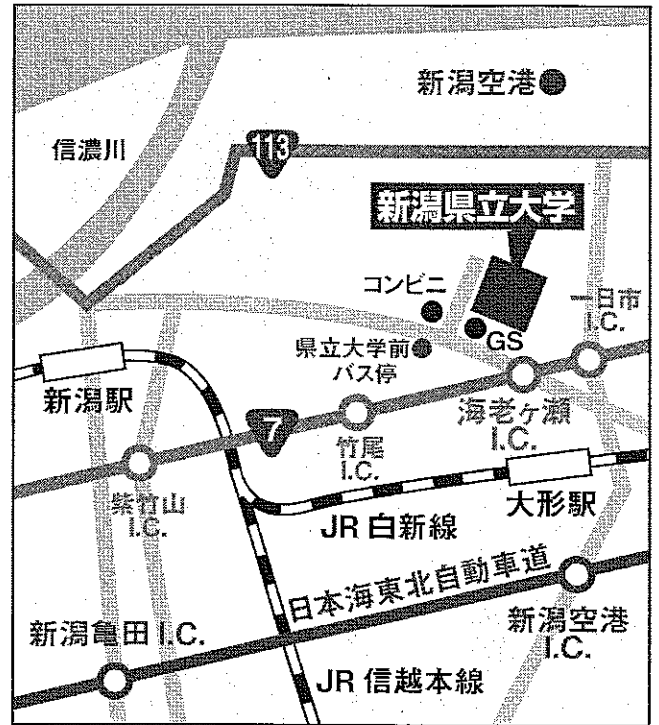 新潟空港
信濃川
113
新潟県立大学
コンビニ
一日市
I.C.
GS
県立大学前
バス停
新潟駅
海老ヶ瀬
I.C.
7
竹尾
I.C.
紫竹山
I.C.
大形駅
JR 白新線
日本海東北自動車道
新潟亀田 I.C.
新潟空港
I.C.
JR 信越本線